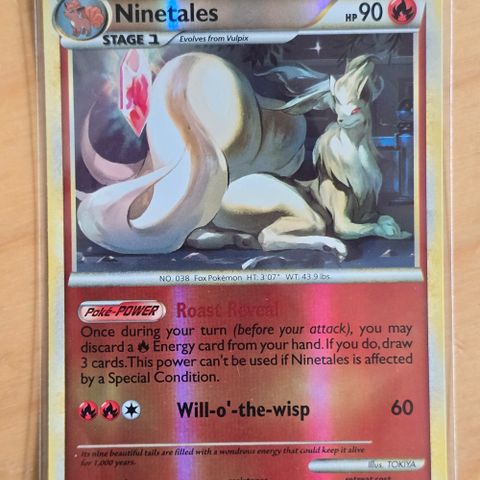 Ninetales
HP 90
STAGE 1
Evolves from Vulpix
NO. 038 Fox Pokémon HT. 3'07" WT. 43.9 lbs.
Poké-POWER Roast Reveal
Once during your turn (before your attack), you may
discard a Energy card from your hand. If you do, draw
3 cards. This power can't be used if Ninetales is affected
by a Special Condition.
Will-o'-the-wisp 60
Its nine beautiful tails are filled with a wondrous energy that could keep it alive
for 1,000 years.
Illus. TOKIYA
resistance retreat cost